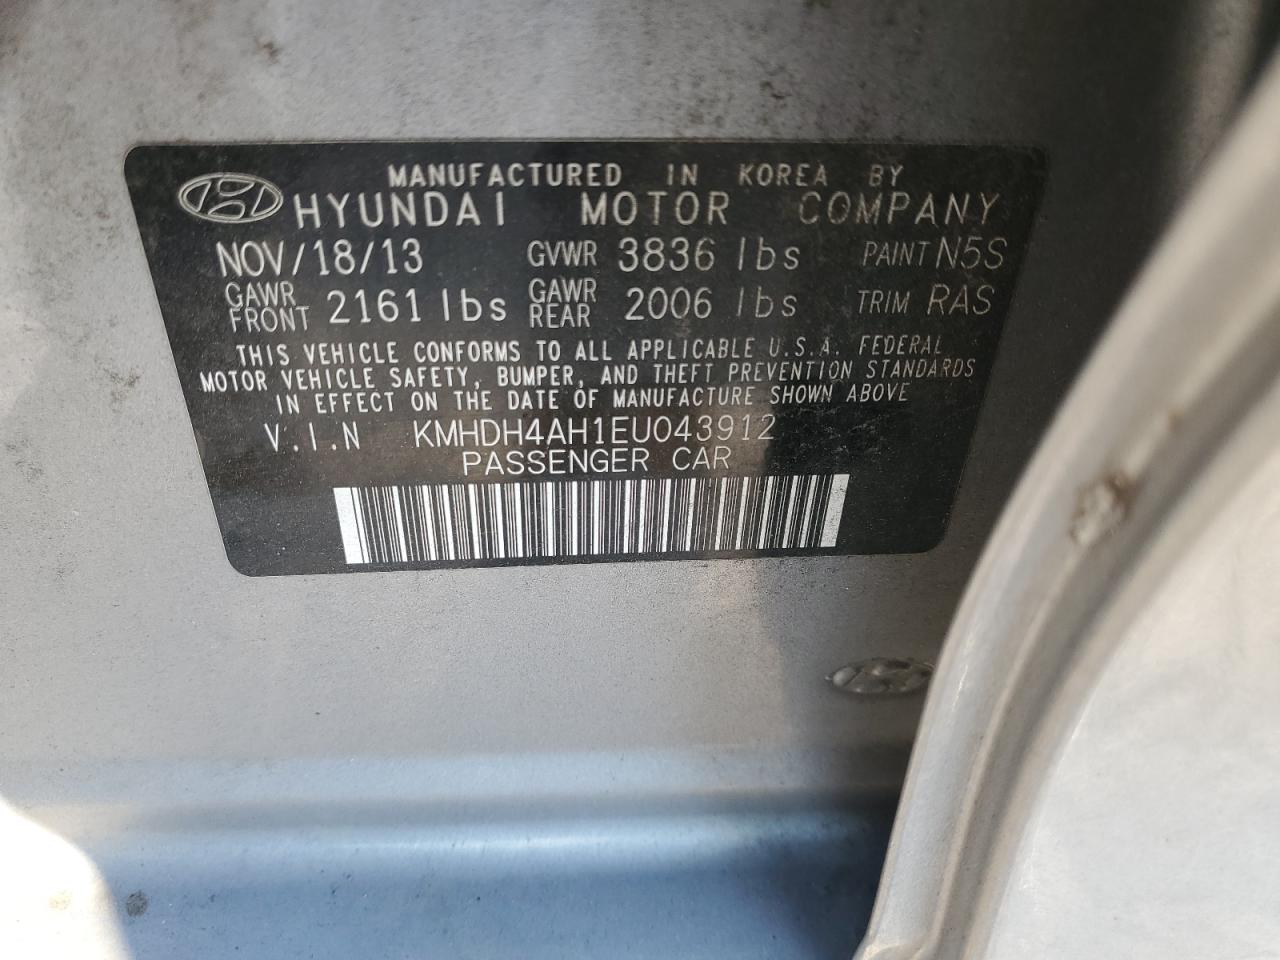 MANUFACTURED IN KOREA BY
HYUNDAI MOTOR COMPANY
NOV/18/13 GVWR 3836 lbs PAINT N5S
GAWR FRONT 2161 lbs GAWR REAR 2006 lbs TRIM RAS
THIS VEHICLE CONFORMS TO ALL APPLICABLE U.S.A. FEDERAL
MOTOR VEHICLE SAFETY, BUMPER, AND THEFT PREVENTION STANDARDS
IN EFFECT ON THE DATE OF MANUFACTURE SHOWN ABOVE
V.I.N KMHDH4AH1EU043912
PASSENGER CAR